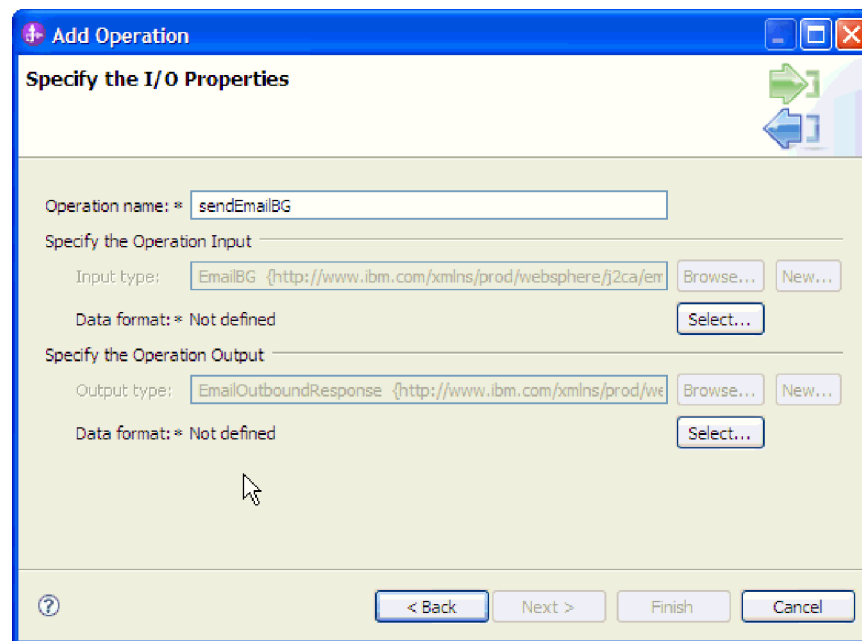 Add Operation
Specify the I/O Properties
Operation name: * sendEmailBG
Specify the Operation Input
Input type: EmailBG {http://www.ibm.com/xmlns/prod/websphere/j2ca/em Browse... New...
Data format: * Not defined Select...
Specify the Operation Output
Output type: EmailOutboundResponse {http://www.ibm.com/xmlns/prod/we Browse... New...
Data format: * Not defined Select...
? < Back Next > Finish Cancel